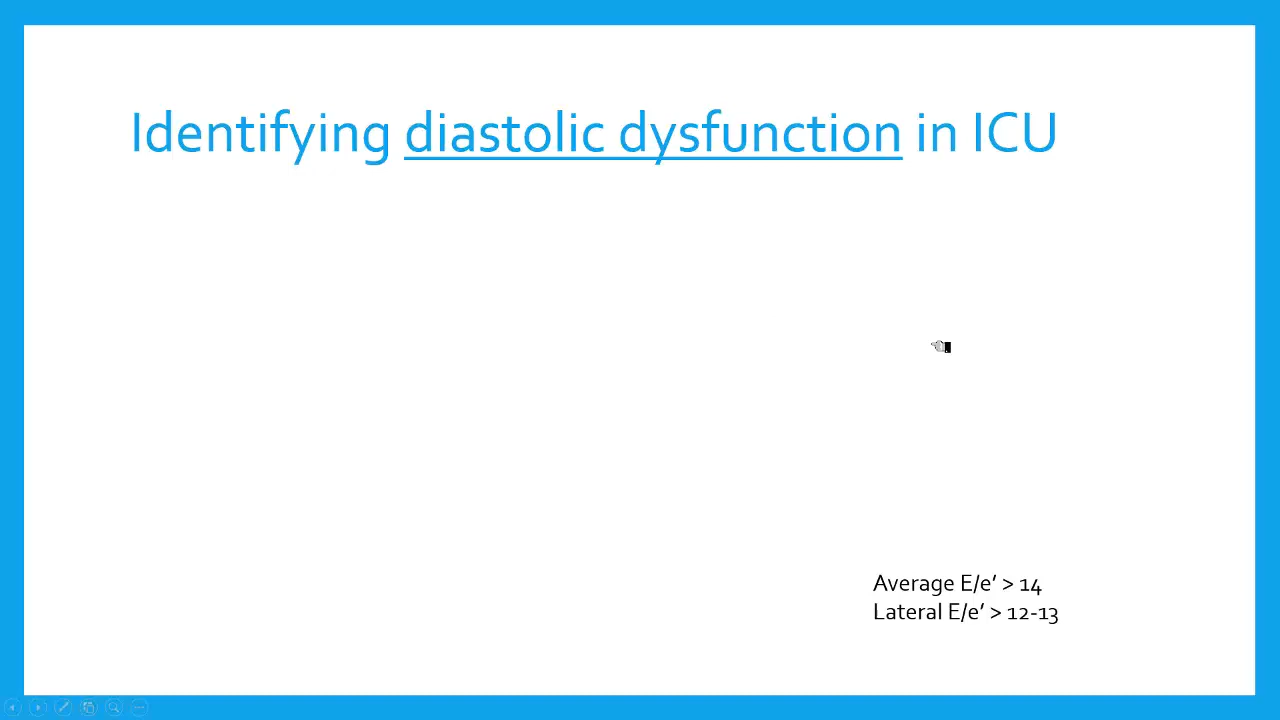 Identifying diastolic dysfunction in ICU
Average E/e’ > 14
Lateral E/e’ > 12-13